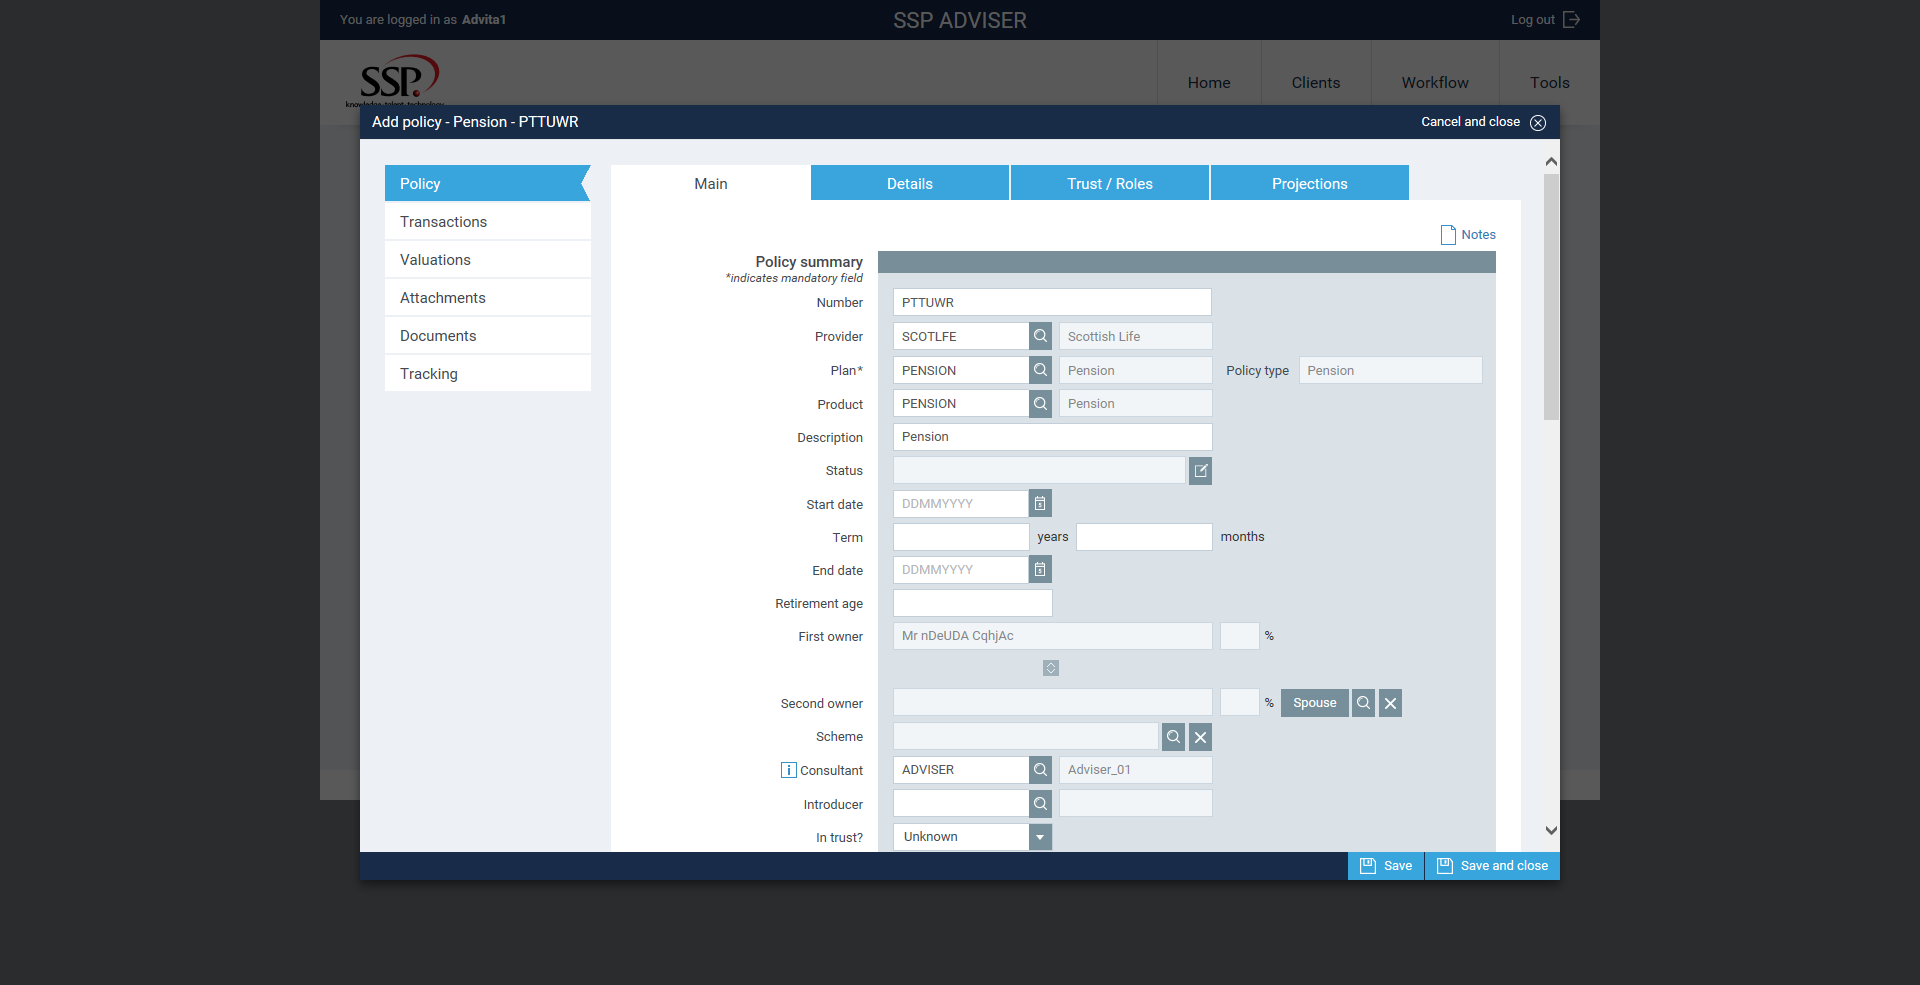 You are logged in as Advita1
SSP ADVISER
Log out
SSP
knowledge·talent·technology
Home
Clients
Workflow
Tools
Add policy - Pension - PTTUWR
Cancel and close
Policy
Transactions
Valuations
Attachments
Documents
Tracking
Main
Details
Trust / Roles
Projections
Notes
Policy summary
*indicates mandatory field
Number PTTUWR
Provider SCOTLFE Scottish Life
Plan* PENSION Pension Policy type Pension
Product PENSION Pension
Description Pension
Status
Start date DDMMYYYY
Term years months
End date DDMMYYYY
Retirement age
First owner Mr nDeUDA CqhjAc %
Second owner % Spouse
Scheme
i Consultant ADVISER Adviser_01
Introducer
In trust? Unknown
Save
Save and close